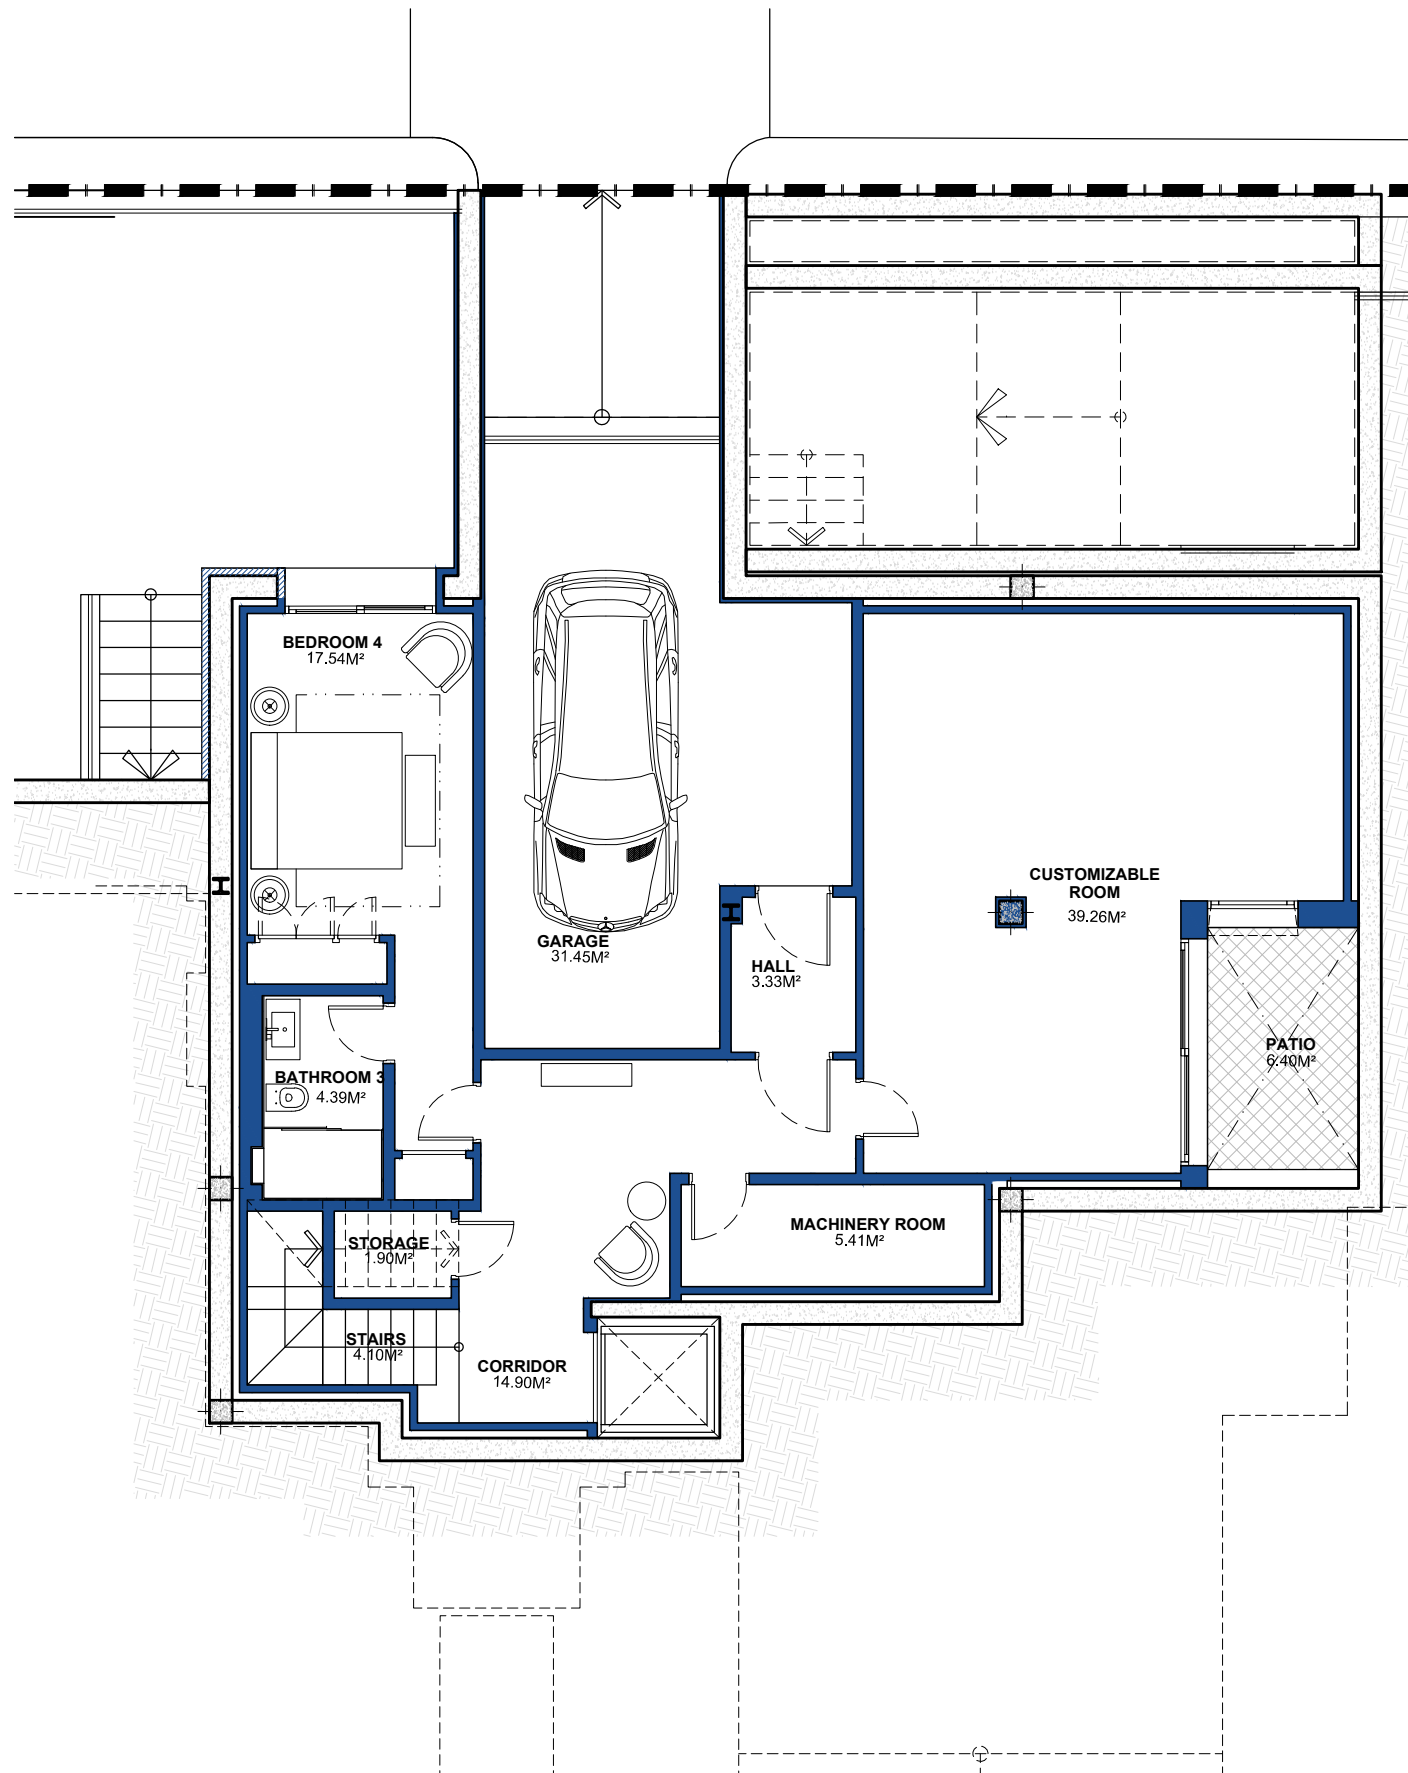 BEDROOM 4
17.54M²
CUSTOMIZABLE
ROOM
39.26M²
GARAGE
31.45M²
HALL
3.33M²
PATIO
6.40M²
BATHROOM 3
4.39M²
MACHINERY ROOM
5.41M²
STORAGE
1.90M²
STAIRS
4.10M²
CORRIDOR
14.90M²